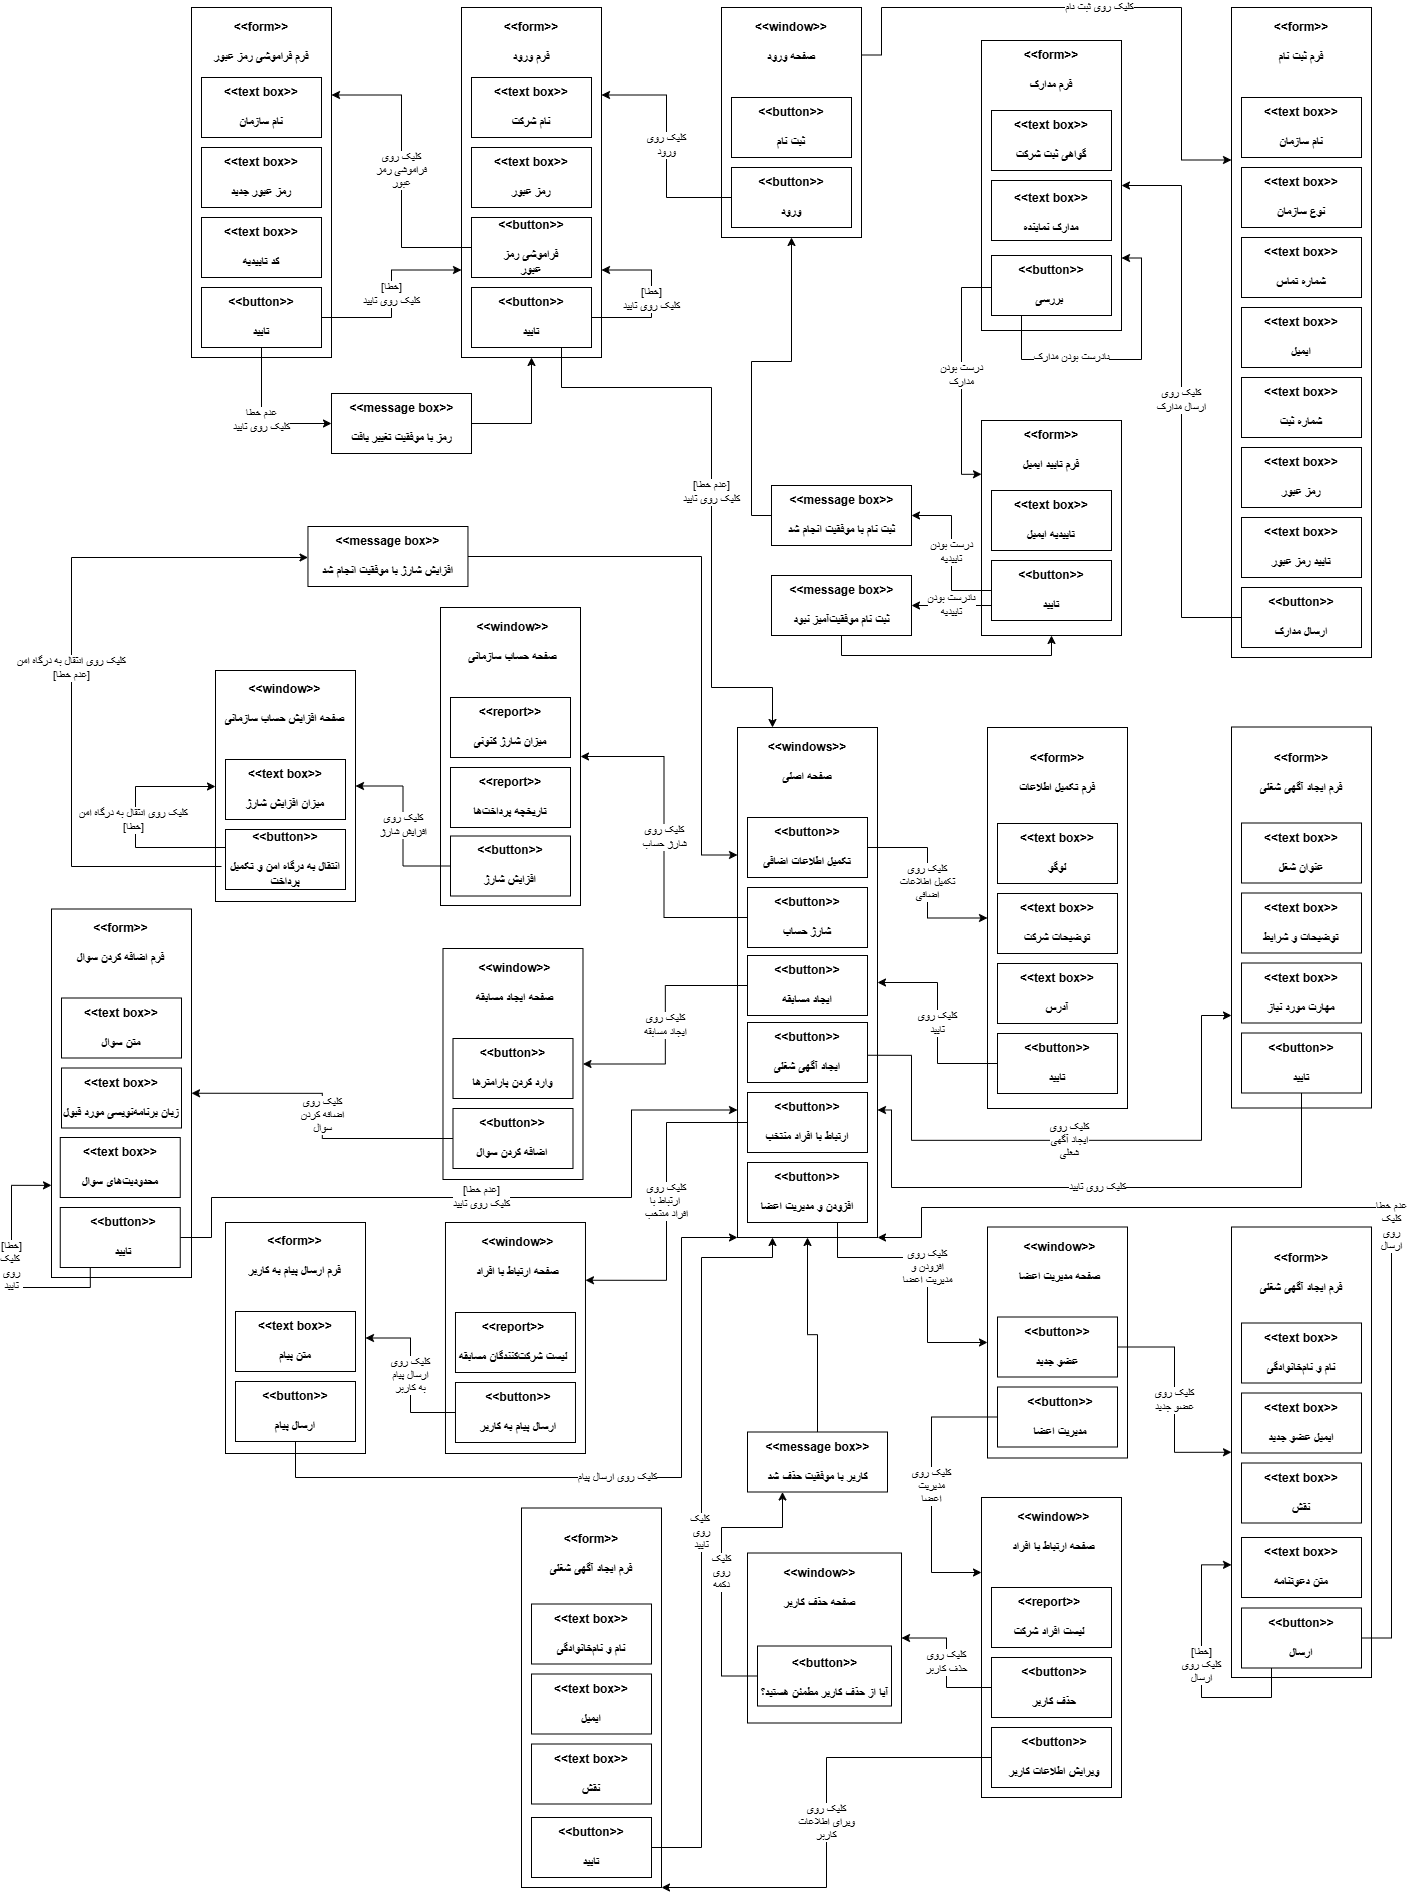 <<form>>
فرم فراموشی رمز عبور
<<text box>>
نام سازمان
<<text box>>
رمز عبور جدید
<<text box>>
کد تاییدیه
<<button>>
تایید
<<form>>
فرم ورود
<<text box>>
نام شرکت
<<text box>>
رمز عبور
<<button>>
فراموشی رمز
عبور
<<button>>
تایید
<<window>>
صفحه ورود
<<button>>
ثبت نام
<<button>>
ورود
<<form>>
فرم مدارک
<<text box>>
گواهی ثبت شرکت
<<text box>>
مدارک نماینده
<<button>>
بررسی
<<form>>
فرم ثبت نام
<<text box>>
نام سازمان
<<text box>>
نوع سازمان
<<text box>>
شماره تماس
<<text box>>
ایمیل
<<text box>>
شماره ثبت
<<text box>>
رمز عبور
<<text box>>
تایید رمز عبور
<<button>>
ارسال مدارک
کلیک روی ثبت نام
کلیک روی
ورود
کلیک روی
فراموشی رمز
عبور
[خطا]
کلیک روی تایید
[خطا]
کلیک روی تایید
عدم خطا
کلیک روی تایید
<<message box>>
رمز با موفقیت تغییر یافت
نادرست بودن مدارک
درست بودن
مدارک
کلیک روی
ارسال مدارک
[عدم خطا]
کلیک روی تایید
<<form>>
فرم تایید ایمیل
<<text box>>
تاییدیه ایمیل
<<button>>
تایید
<<message box>>
ثبت نام با موفقیت انجام شد
<<message box>>
ثبت نام موفقیت‌آمیز نبود
درست بودن
تاییدیه
نادرست بودن
تاییدیه
<<message box>>
افزایش شارژ با موفقیت انجام شد
کلیک روی انتقال به درگاه امن
[عدم خطا]
<<window>>
صفحه افزایش حساب سازمانی
<<text box>>
میزان افزایش شارژ
<<button>>
انتقال به درگاه امن و تکمیل
پرداخت
کلیک روی انتقال به درگاه امن
[خطا]
<<window>>
صفحه حساب سازمانی
<<report>>
میزان شارژ کنونی
<<report>>
تاریخچه پرداخت‌ها
<<button>>
افزایش شارژ
کلیک روی
افزایش شارژ
کلیک روی
شارژ حساب
<<windows>>
صفحه اصلی
<<button>>
تکمیل اطلاعات اضافی
<<button>>
شارژ حساب
<<button>>
ایجاد مسابقه
<<button>>
ایجاد آگهی شغلی
<<button>>
ارتباط با افراد منتخب
<<button>>
افزودن و مدیریت اعضا
کلیک روی
تکمیل اطلاعات
اضافی
کلیک روی
تایید
<<form>>
فرم تکمیل اطلاعات
<<text box>>
لوگو
<<text box>>
توضیحات شرکت
<<text box>>
آدرس
<<button>>
تایید
<<form>>
فرم ایجاد آگهی شغلی
<<text box>>
عنوان شغل
<<text box>>
توضیحات و شرایط
<<text box>>
مهارت مورد نیاز
<<button>>
تایید
کلیک روی
ایجاد آگهی
شغلی
کلیک روی تایید
<<form>>
فرم اضافه کردن سوال
<<text box>>
متن سوال
<<text box>>
زبان برنامه‌نویسی مورد قبول
<<text box>>
محدودیت‌های سوال
<<button>>
تایید
[خطا]
کلیک
روی
تایید
<<window>>
صفحه ایجاد مسابقه
<<button>>
وارد کردن پارامترها
<<button>>
اضافه کردن سوال
کلیک روی
ایجاد مسابقه
کلیک روی
اضافه کردن
سوال
[عدم خطا]
کلیک روی تایید
کلیک روی
ارتباط با
افراد منتخب
<<form>>
فرم ارسال پیام به کاربر
<<text box>>
متن پیام
<<button>>
ارسال پیام
<<window>>
صفحه ارتباط با افراد
<<report>>
لیست شرکت‌کنندگان مسابقه
<<button>>
ارسال پیام به کاربر
کلیک روی
ارسال پیام
به کاربر
کلیک روی ارسال پیام
کلیک روی
افزودن و
مدیریت اعضا
<<window>>
صفحه مدیریت اعضا
<<button>>
عضو جدید
<<button>>
مدیریت اعضا
کلیک روی
عضو جدید
کلیک روی
مدیریت
اعضا
عدم خطا
کلیک
روی
ارسال
<<form>>
فرم ایجاد آگهی شغلی
<<text box>>
نام و نام‌خانوادگی
<<text box>>
ایمیل عضو جدید
<<text box>>
نقش
<<text box>>
متن دعوتنامه
<<button>>
ارسال
[خطا]
کلیک روی
ارسال
<<message box>>
کاربر با موفقیت حذف شد
<<window>>
صفحه حذف کاربر
<<button>>
آیا از حذف کاربر مطمئن هستید؟
کلیک
روی
دکمه
<<window>>
صفحه ارتباط با افراد
<<report>>
لیست افراد شرکت
<<button>>
حذف کاربر
<<button>>
ویرایش اطلاعات کاربر
کلیک روی
حذف کاربر
کلیک روی
ویرای اطلاعات
کاربر
<<form>>
فرم ایجاد آگهی شغلی
<<text box>>
نام و نام‌خانوادگی
<<text box>>
ایمیل
<<text box>>
نقش
<<button>>
تایید
کلیک
روی
تایید